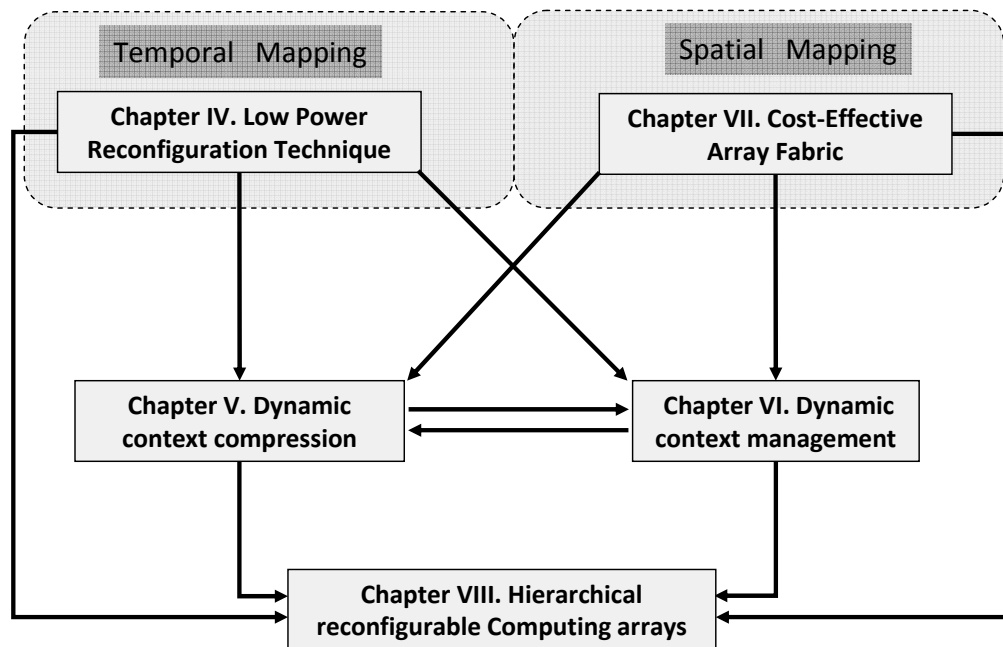 Temporal Mapping
Spatial Mapping
Chapter IV. Low Power
Reconfiguration Technique
Chapter VII. Cost-Effective
Array Fabric
Chapter V. Dynamic
context compression
Chapter VI. Dynamic
context management
Chapter VIII. Hierarchical
reconfigurable Computing arrays